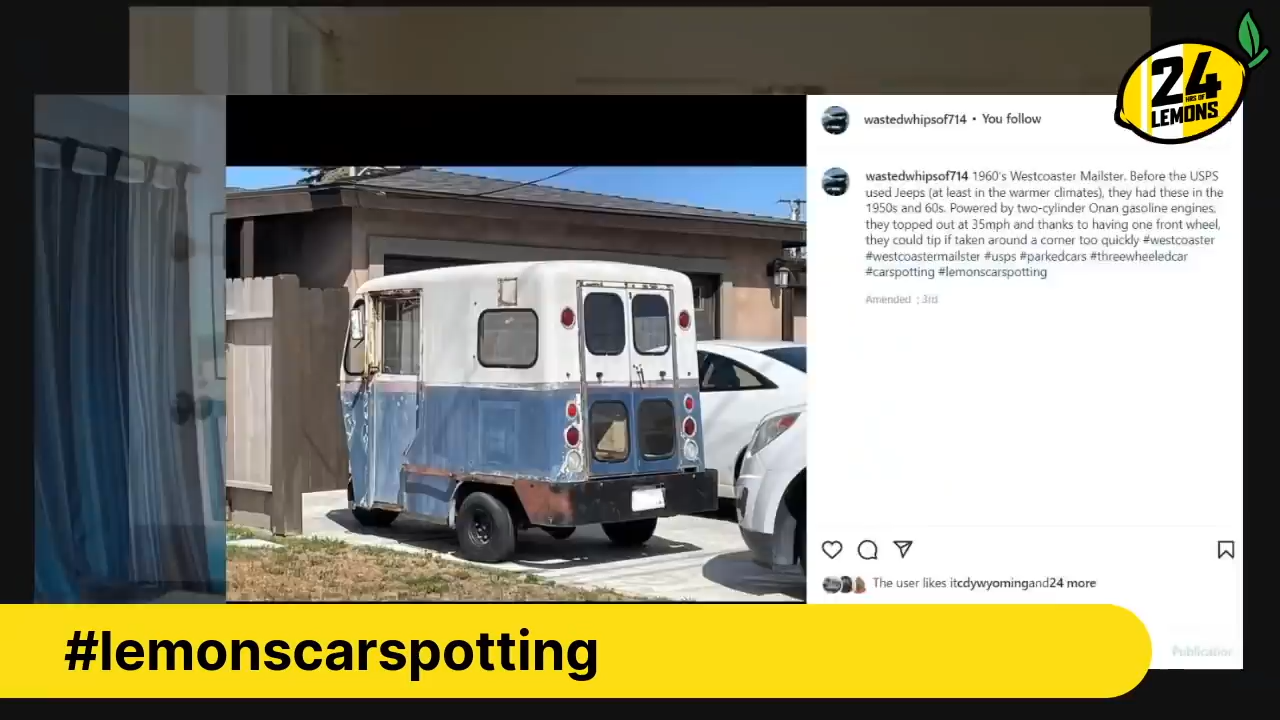 24
HRS OF
LEMONS
wastedwhipsof714 • You follow
wastedwhipsof714 1960's Westcoaster Mailster. Before the USPS
used Jeeps (at least in the warmer climates), they had these in the
1950s and 60s. Powered by two-cylinder Onan gasoline engines,
they topped out at 35mph and thanks to having one front wheel,
they could tip if taken around a corner too quickly #westcoaster
#westcoastermailster #usps #parkedcars #threewheeledcar
#carspotting #lemonscarspotting
Amended : 3rd
The user likes itcdywyomingand24 more
Publication
#lemonscarspotting